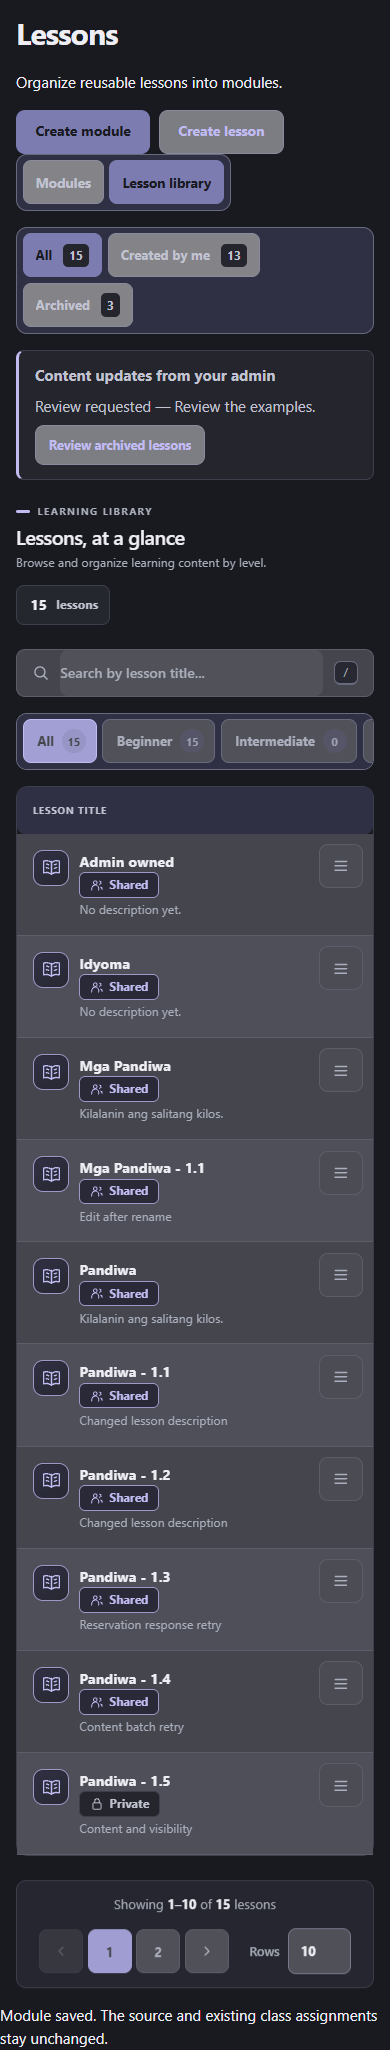 Lessons
Organize reusable lessons into modules.
Create module
Create lesson
Modules
Lesson library
All 15
Created by me 13
Archived 3
Content updates from your admin
Review requested — Review the examples.
Review archived lessons
LEARNING LIBRARY
Lessons, at a glance
Browse and organize learning content by level.
15 lessons
Search by lesson title...
/
All 15
Beginner 15
Intermediate 0
LESSON TITLE
Admin owned
Shared
No description yet.
Idyoma
Shared
No description yet.
Mga Pandiwa
Shared
Kilalanin ang salitang kilos.
Mga Pandiwa - 1.1
Shared
Edit after rename
Pandiwa
Shared
Kilalanin ang salitang kilos.
Pandiwa - 1.1
Shared
Changed lesson description
Pandiwa - 1.2
Shared
Changed lesson description
Pandiwa - 1.3
Shared
Reservation response retry
Pandiwa - 1.4
Shared
Content batch retry
Pandiwa - 1.5
Private
Content and visibility
Showing 1–10 of 15 lessons
1
2
Rows 10
Module saved. The source and existing class assignments
stay unchanged.